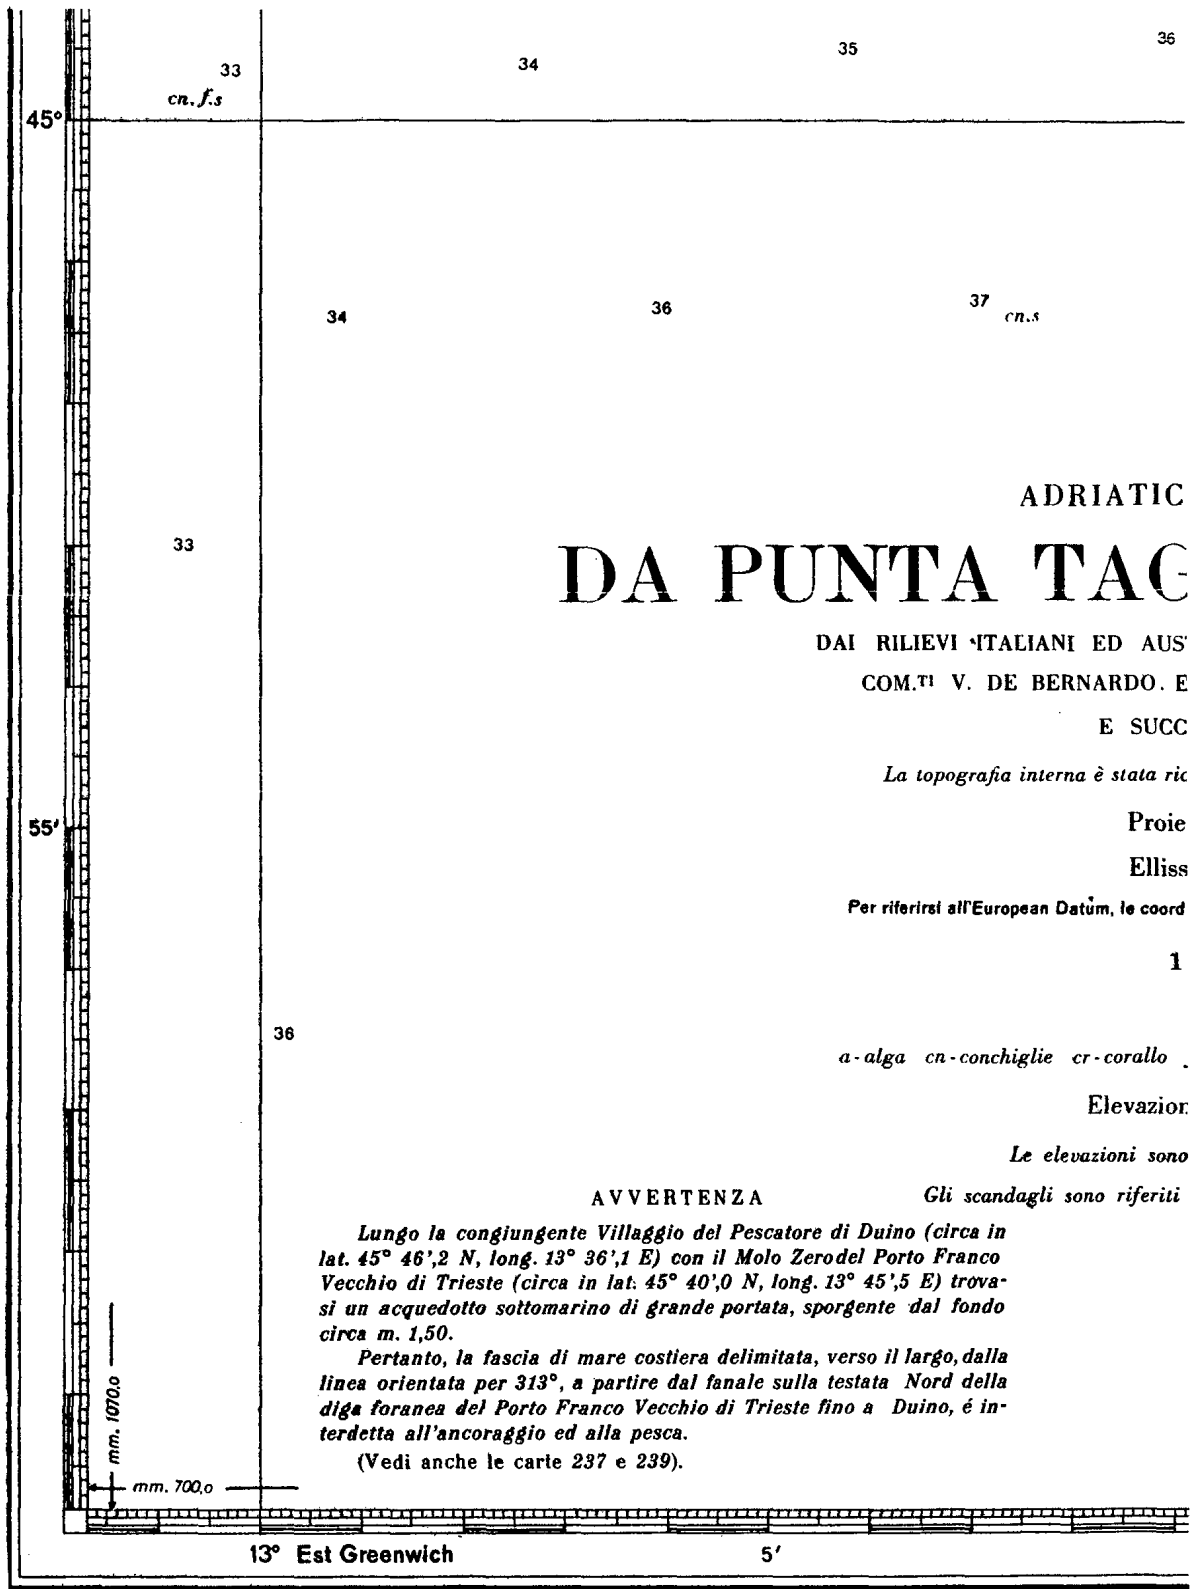 36
35
34
33
cn. f.s
45°
34
36
37
cn.s
ADRIATIC
33
DA PUNTA TAG
DAI RILIEVI ITALIANI ED AUS
COM.TI V. DE BERNARDO. E
E SUCC
La topografia interna è stata ric
55'
Proie
Elliss
Per riferirsi all'European Datum, le coord
1
36
a-alga cn-conchiglie cr-corallo
Elevazion
Le elevazioni sono
Gli scandagli sono riferiti
AVVERTENZA
Lungo la congiungente Villaggio del Pescatore di Duino (circa in
lat. 45° 46',2 N, long. 13° 36',1 E) con il Molo Zero del Porto Franco
Vecchio di Trieste (circa in lat. 45° 40',0 N, long. 13° 45',5 E) trova-
si un acquedotto sottomarino di grande portata, sporgente dal fondo
circa m. 1,50.
Pertanto, la fascia di mare costiera delimitata, verso il largo, dalla
linea orientata per 313°, a partire dal fanale sulla testata Nord della
diga foranea del Porto Franco Vecchio di Trieste fino a Duino, é in-
terdetta all'ancoraggio ed alla pesca.
(Vedi anche le carte 237 e 239).
mm. 1070,0
mm. 700,0
13° Est Greenwich
5'